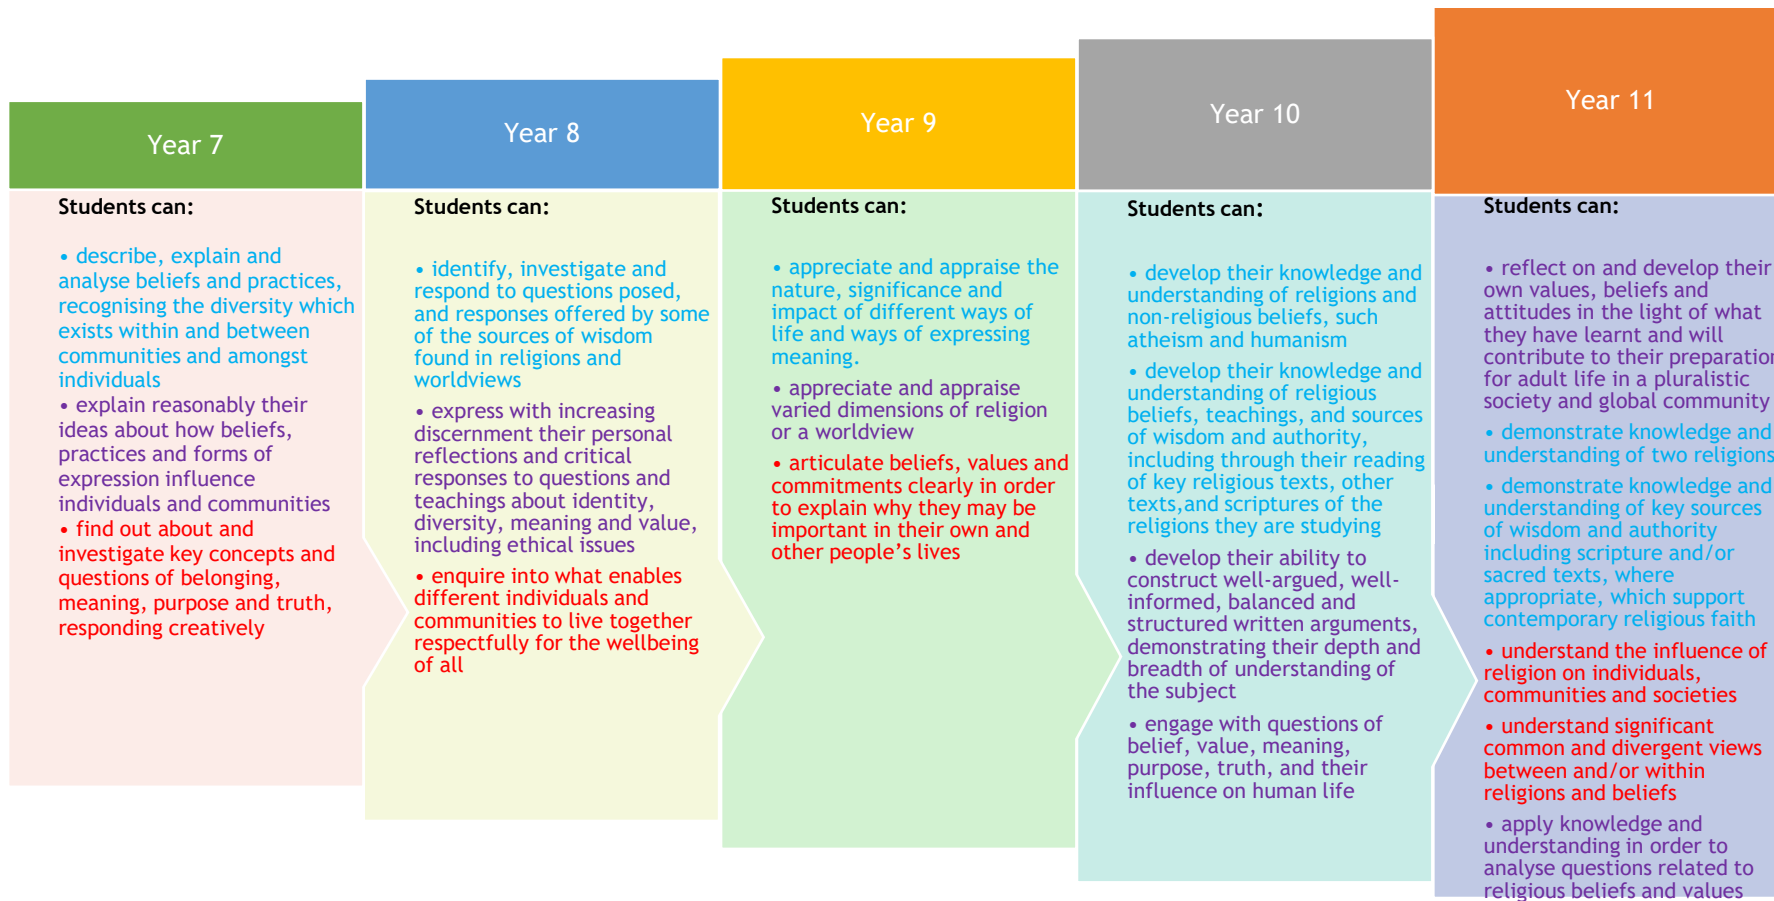 Year 7
Students can:
• describe, explain and
analyse beliefs and practices,
recognising the diversity which
exists within and between
communities and amongst
individuals
• explain reasonably their
ideas about how beliefs,
practices and forms of
expression influence
individuals and communities
• find out about and
investigate key concepts and
questions of belonging,
meaning, purpose and truth,
responding creatively
Year 8
Students can:
• identify, investigate and
respond to questions posed,
and responses offered by some
of the sources of wisdom
found in religions and
worldviews
• express with increasing
discernment their personal
reflections and critical
responses to questions and
teachings about identity,
diversity, meaning and value,
including ethical issues
• enquire into what enables
different individuals and
communities to live together
respectfully for the wellbeing
of all
Year 9
Students can:
• appreciate and appraise the
nature, significance and
impact of different ways of
life and ways of expressing
meaning.
• appreciate and appraise
varied dimensions of religion
or a worldview
• articulate beliefs, values and
commitments clearly in order
to explain why they may be
important in their own and
other people’s lives
Year 10
Students can:
• develop their knowledge and
understanding of religions and
non-religious beliefs, such
atheism and humanism
• develop their knowledge and
understanding of religious
beliefs, teachings, and sources
of wisdom and authority,
including through their reading
of key religious texts, other
texts,and scriptures of the
religions they are studying
• develop their ability to
construct well-argued, well-
informed, balanced and
structured written arguments,
demonstrating their depth and
breadth of understanding of
the subject
• engage with questions of
belief, value, meaning,
purpose, truth, and their
influence on human life
Year 11
Students can:
• reflect on and develop their
own values, beliefs and
attitudes in the light of what
they have learnt and will
contribute to their preparation
for adult life in a pluralistic
society and global community
• demonstrate knowledge and
understanding of two religions
• demonstrate knowledge and
understanding of key sources
of wisdom and authority
including scripture and/or
sacred texts, where
appropriate, which support
contemporary religious faith
• understand the influence of
religion on individuals,
communities and societies
• understand significant
common and divergent views
between and/or within
religions and beliefs
• apply knowledge and
understanding in order to
analyse questions related to
religious beliefs and values